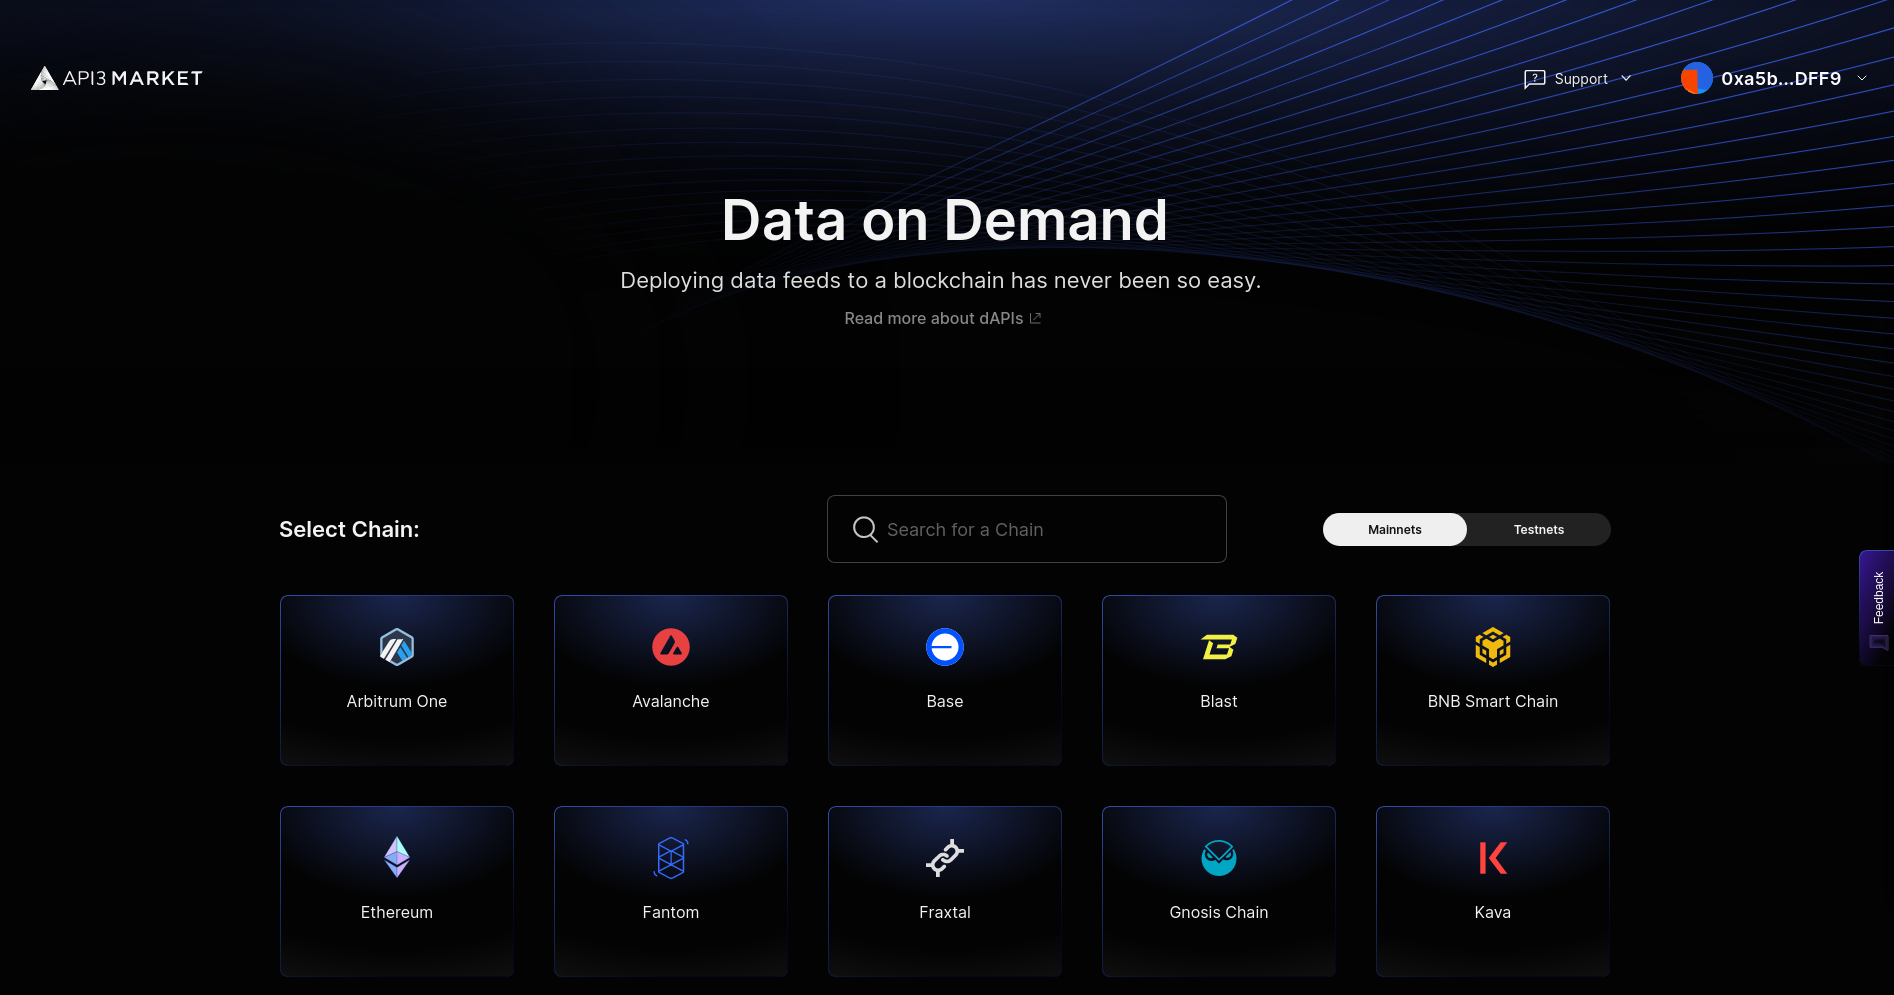 API3 MARKET
Support
0xa5b...DFF9
Data on Demand
Deploying data feeds to a blockchain has never been so easy.
Read more about dAPIs
Select Chain:
Search for a Chain
Mainnets
Testnets
Feedback
Arbitrum One
Avalanche
Base
Blast
BNB Smart Chain
Ethereum
Fantom
Fraxtal
Gnosis Chain
Kava